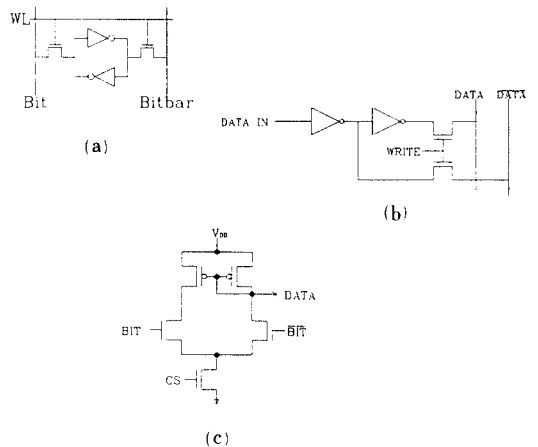 WL
Bit
Bitbar
(a)
DATA IN
WRITE
DATA
DATA
(b)
VDD
DATA
BIT
BIT
CS
(c)